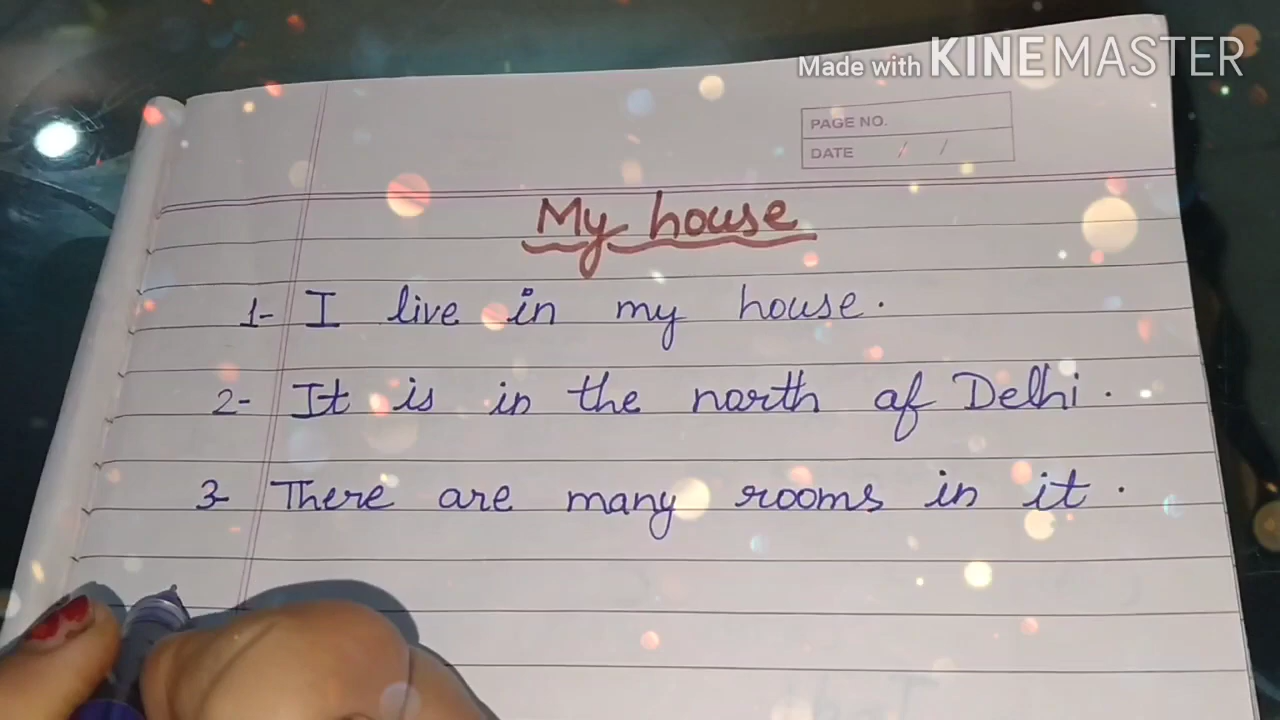 Made with KINEMASTER
PAGE NO.
DATE / /
My house
1- I live in my house.
2- It is in the north of Delhi.
3- There are many rooms in it.